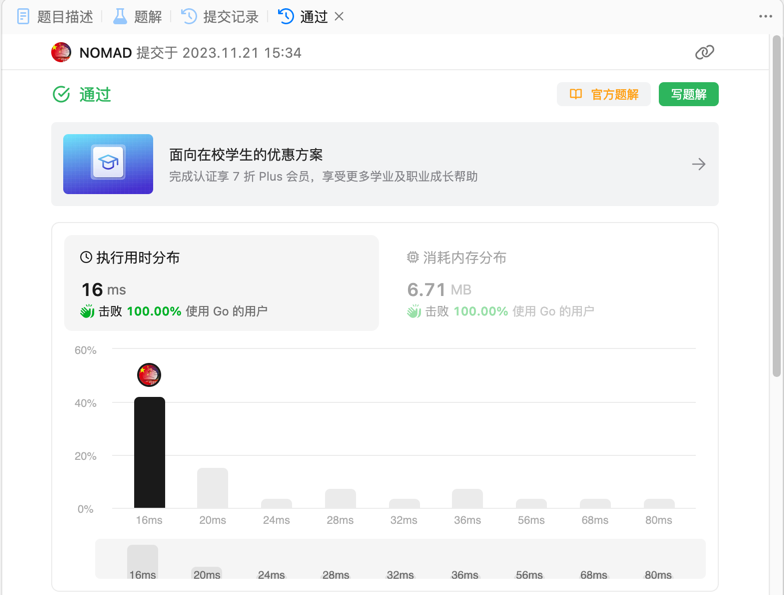 题目描述 题解 提交记录 通过
NOMAD 提交于 2023.11.21 15:34
通过 官方题解 写题解
面向在校学生的优惠方案
完成认证享 7 折 Plus 会员，享受更多学业及职业成长帮助
执行用时分布 消耗内存分布
16 ms 6.71 MB
击败 100.00% 使用 Go 的用户 击败 100.00% 使用 Go 的用户
60%
40%
20%
0%
16ms 20ms 24ms 28ms 32ms 36ms 56ms 68ms 80ms
16ms 20ms 24ms 28ms 32ms 36ms 56ms 68ms 80ms